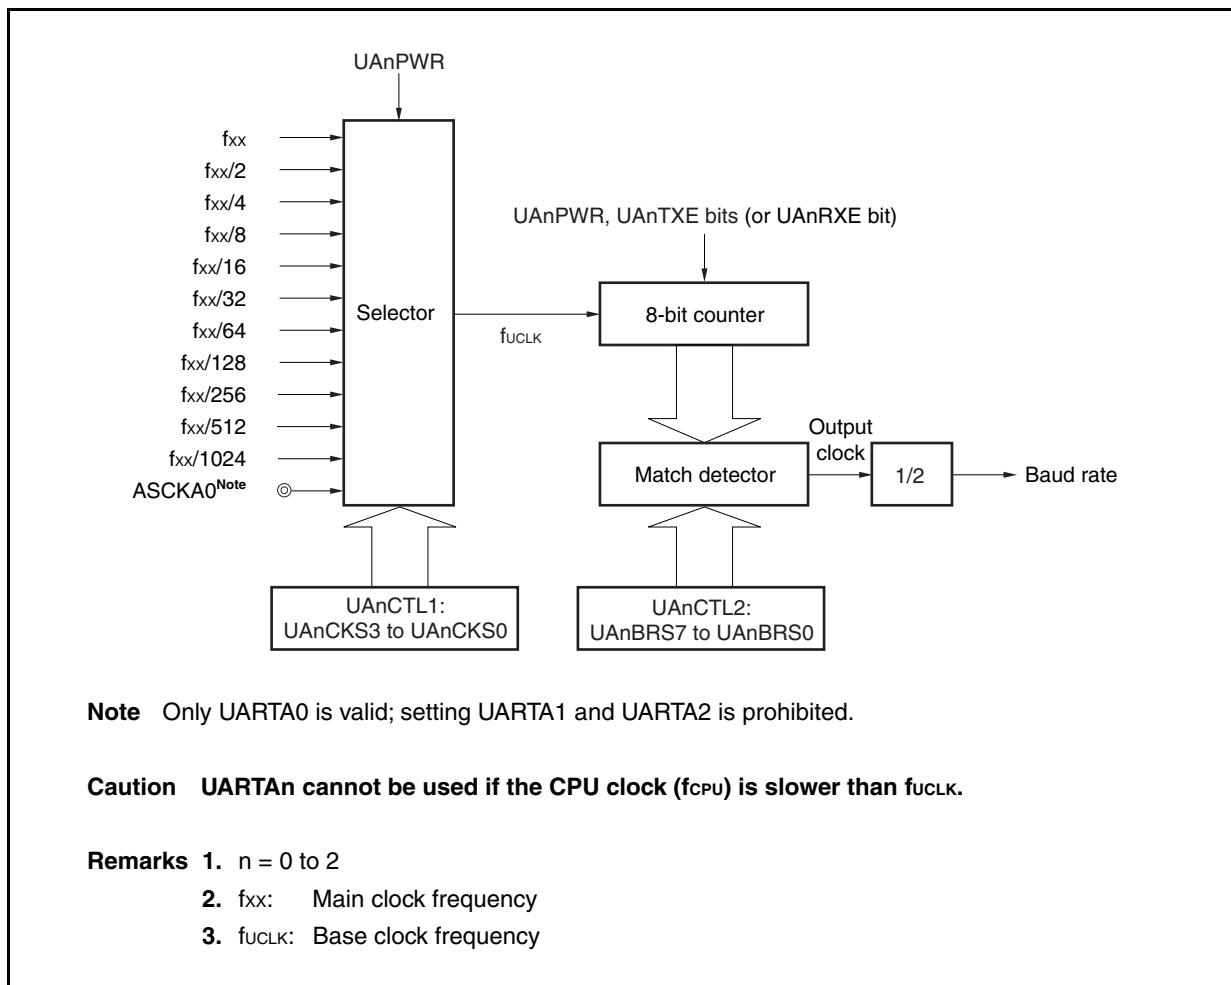 UAnPWR
fxx
fxx/2
fxx/4
fxx/8
fxx/16
fxx/32
fxx/64
fxx/128
fxx/256
fxx/512
fxx/1024
ASCKA0Note
Selector
fUCLK
UAnPWR, UAnTXE bits (or UAnRXE bit)
8-bit counter
Match detector
Output
clock
1/2
Baud rate
UAnCTL1:
UAnCKS3 to UAnCKS0
UAnCTL2:
UAnBRS7 to UAnBRS0
Note Only UARTA0 is valid; setting UARTA1 and UARTA2 is prohibited.
Caution UARTAn cannot be used if the CPU clock (fCPU) is slower than fUCLK.
Remarks 1. n = 0 to 2
2. fxx: Main clock frequency
3. fUCLK: Base clock frequency